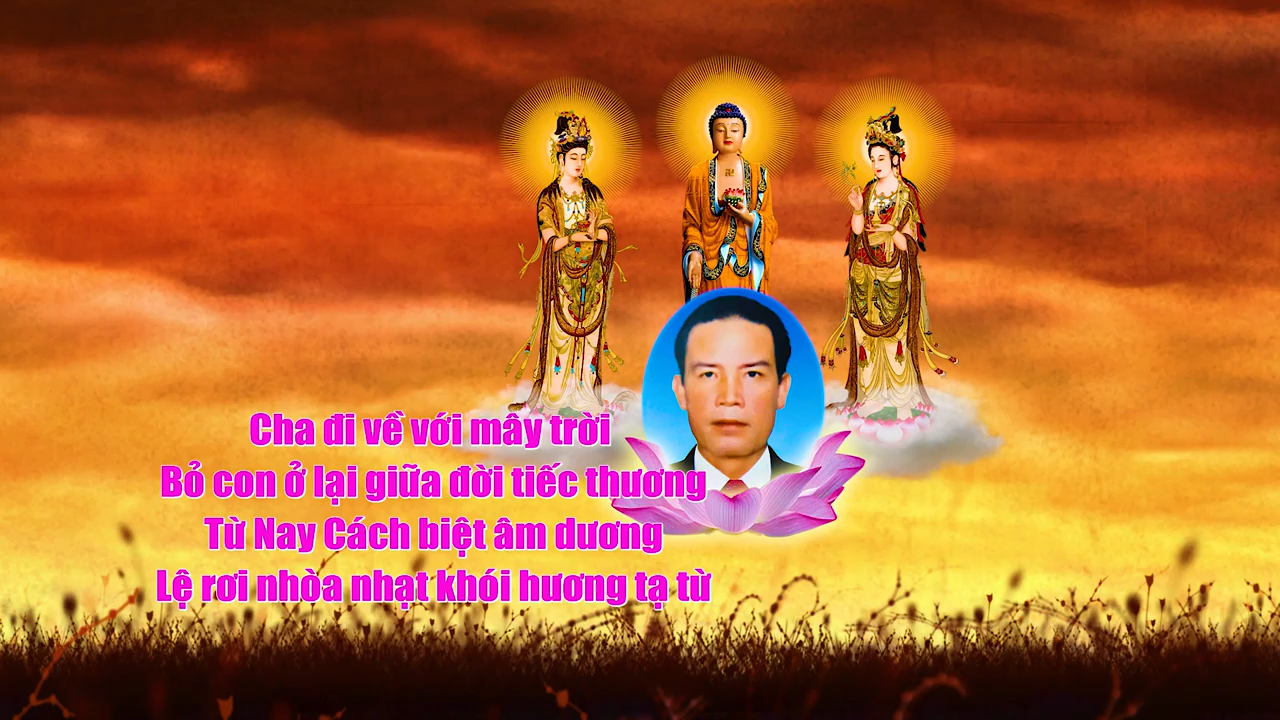 Cha đi về với mây trời
Bỏ con ở lại giữa đời tiếc thương
Từ Nay Cách biệt âm dương
Lệ rơi nhòa nhạt khói hương tạ từ